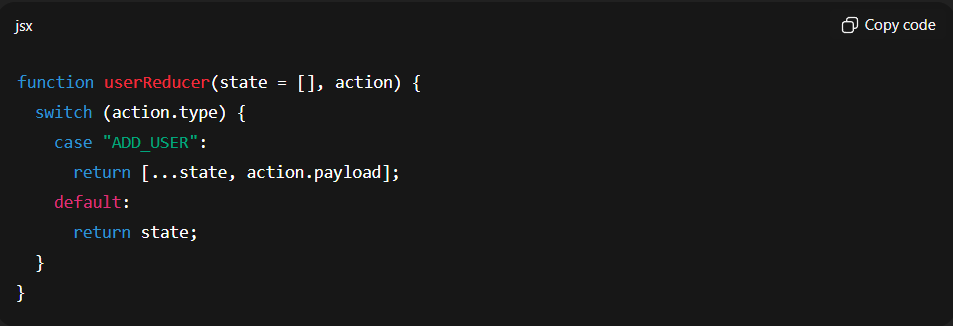 jsx
Copy code
function userReducer(state = [], action) {
  switch (action.type) {
    case "ADD_USER":
      return [...state, action.payload];
    default:
      return state;
  }
}